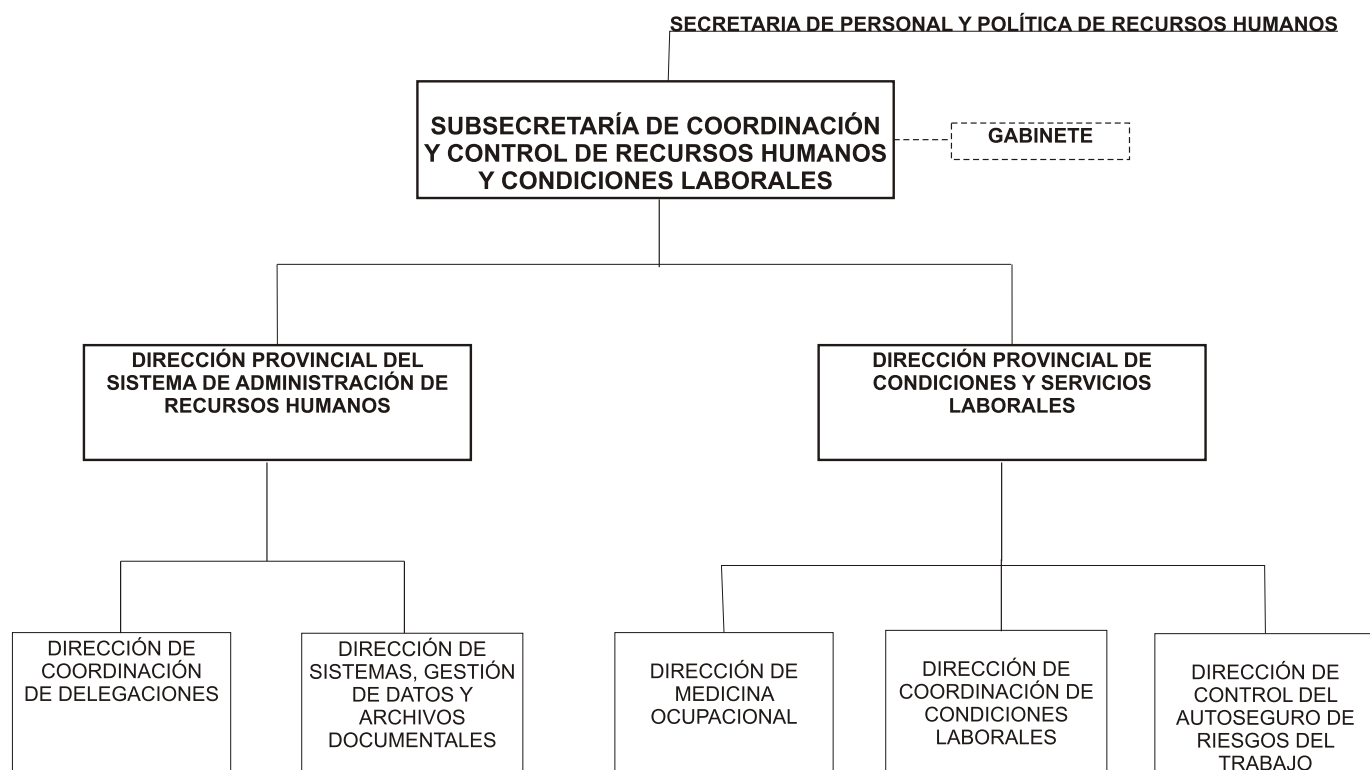 SECRETARIA DE PERSONAL Y POLÍTICA DE RECURSOS HUMANOS
SUBSECRETARÍA DE COORDINACIÓN
Y CONTROL DE RECURSOS HUMANOS
Y CONDICIONES LABORALES
GABINETE
DIRECCIÓN PROVINCIAL DEL
SISTEMA DE ADMINISTRACIÓN DE
RECURSOS HUMANOS
DIRECCIÓN PROVINCIAL DE
CONDICIONES Y SERVICIOS
LABORALES
DIRECCIÓN DE
COORDINACIÓN
DE DELEGACIONES
DIRECCIÓN DE
SISTEMAS, GESTIÓN
DE DATOS Y
ARCHIVOS
DOCUMENTALES
DIRECCIÓN DE
MEDICINA
OCUPACIONAL
DIRECCIÓN DE
COORDINACIÓN DE
CONDICIONES
LABORALES
DIRECCIÓN DE
CONTROL DEL
AUTOSEGURO DE
RIESGOS DEL
TRABAJO